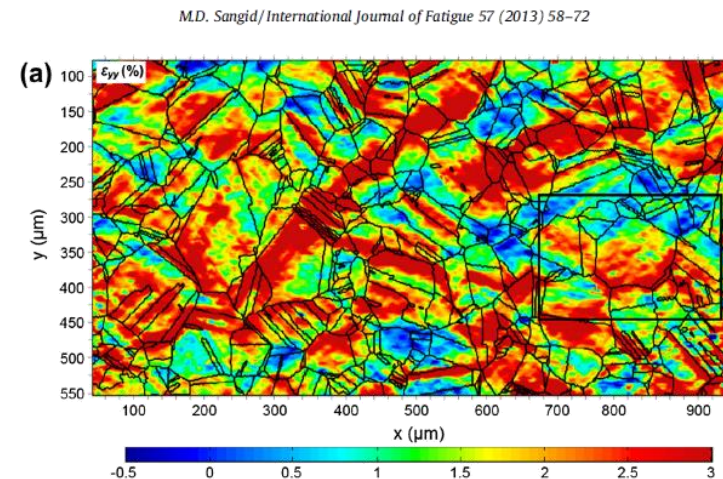 M.D. Sangid / International Journal of Fatigue 57 (2013) 58–72
(a)
εyy (%)
100
150
200
250
300
350
400
450
500
550
y (μm)
100 200 300 400 500 600 700 800 900
x (μm)
-0.5 0 0.5 1 1.5 2 2.5 3